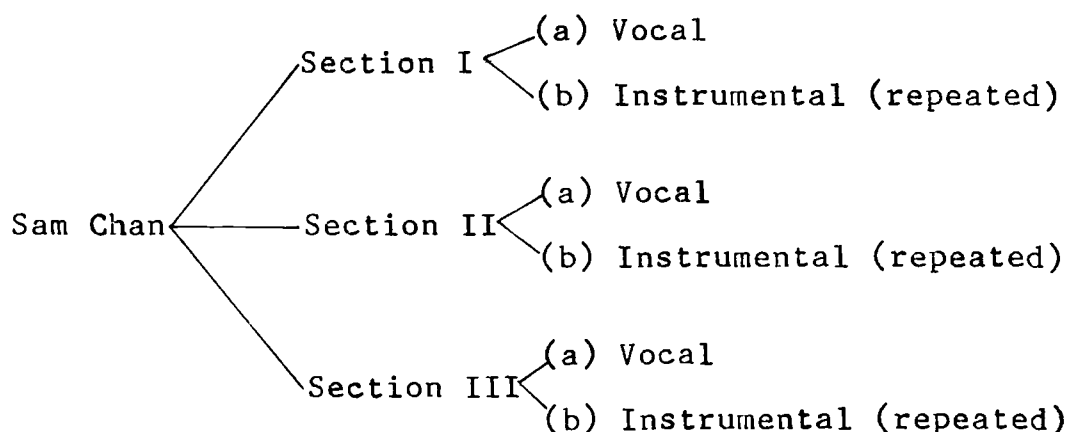 (a) Vocal
Section I
(b) Instrumental (repeated)
(a) Vocal
Sam Chan Section II
(b) Instrumental (repeated)
(a) Vocal
Section III
(b) Instrumental (repeated)